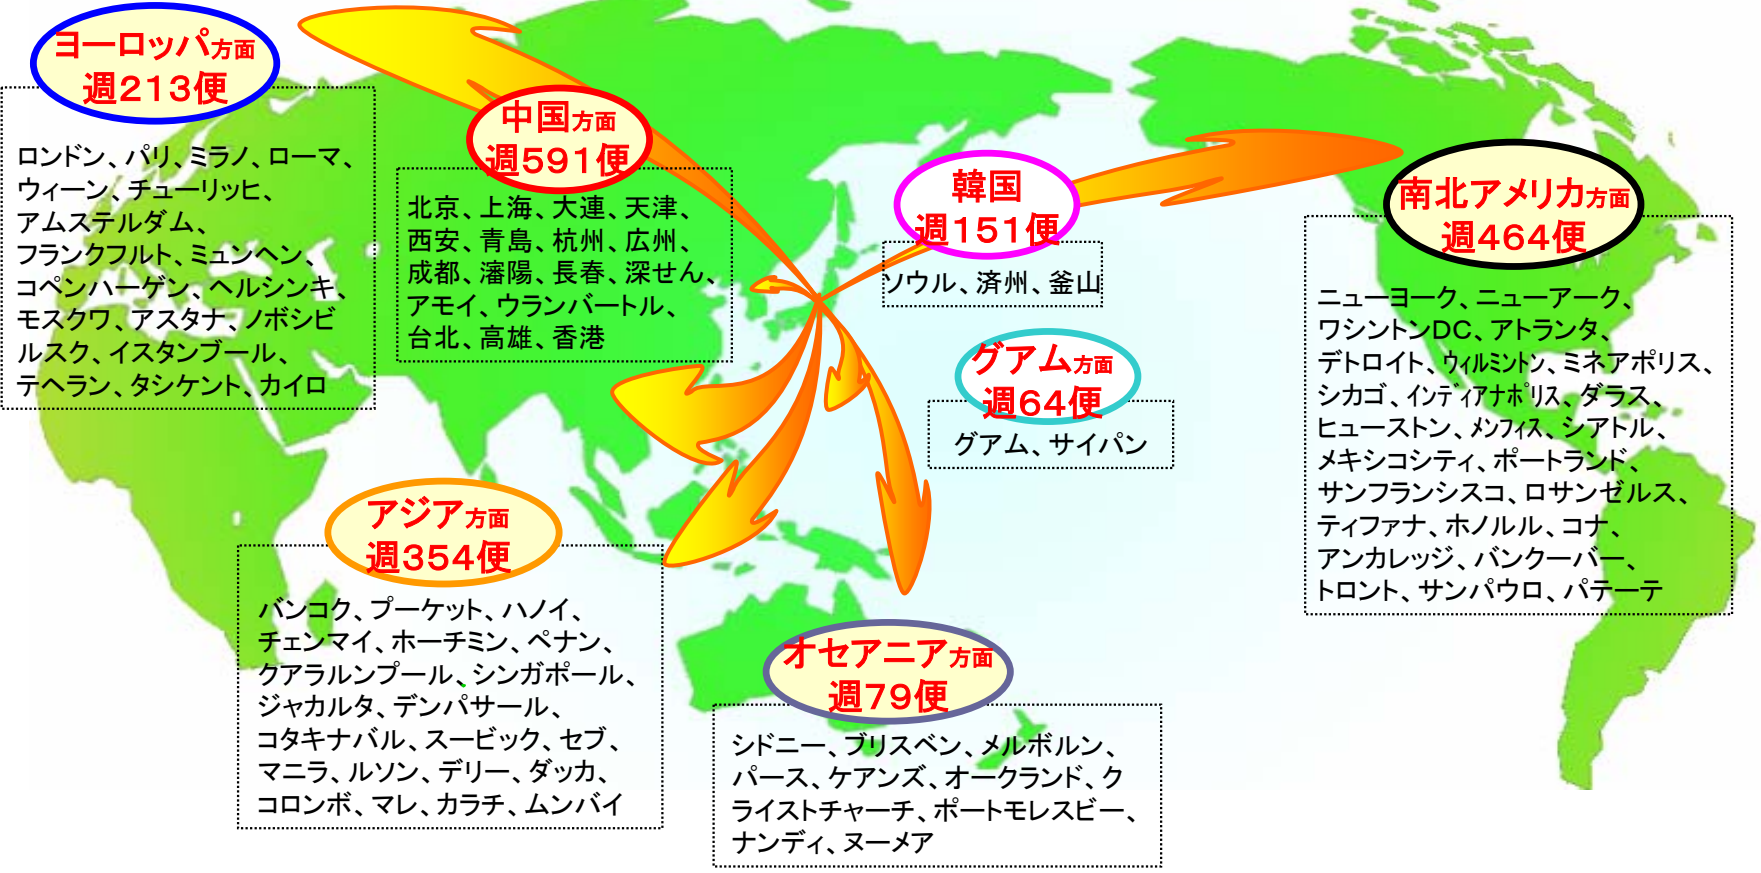 ヨーロッパ方面
週213便
ロンドン、パリ、ミラノ、ローマ、
ウィーン、チューリッヒ、
アムステルダム、
フランクフルト、ミュンヘン、
コペンハーゲン、ヘルシンキ、
モスクワ、アスタナ、ノボシビ
ルスク、イスタンブール、
テヘラン、タシケント、カイロ
中国方面
週591便
北京、上海、大連、天津、
西安、青島、杭州、広州、
成都、瀋陽、長春、深せん、
アモイ、ウランバートル、
台北、高雄、香港
韓国
週151便
ソウル、済州、釜山
グアム方面
週64便
グアム、サイパン
南北アメリカ方面
週464便
ニューヨーク、ニューアーク、
ワシントンDC、アトランタ、
デトロイト、ウィルミントン、ミネアポリス、
シカゴ、インディアナポリス、ダラス、
ヒューストン、メンフィス、シアトル、
メキシコシティ、ポートランド、
サンフランシスコ、ロサンゼルス、
ティファナ、ホノルル、コナ、
アンカレッジ、バンクーバー、
トロント、サンパウロ、パテーテ
アジア方面
週354便
バンコク、プーケット、ハノイ、
チェンマイ、ホーチミン、ペナン、
クアラルンプール、シンガポール、
ジャカルタ、デンパサール、
コタキナバル、スービック、セブ、
マニラ、ルソン、デリー、ダッカ、
コロンボ、マレ、カラチ、ムンバイ
オセアニア方面
週79便
シドニー、ブリスベン、メルボルン、
パース、ケアンズ、オークランド、ク
ライストチャーチ、ポートモレスビー、
ナンディ、ヌーメア